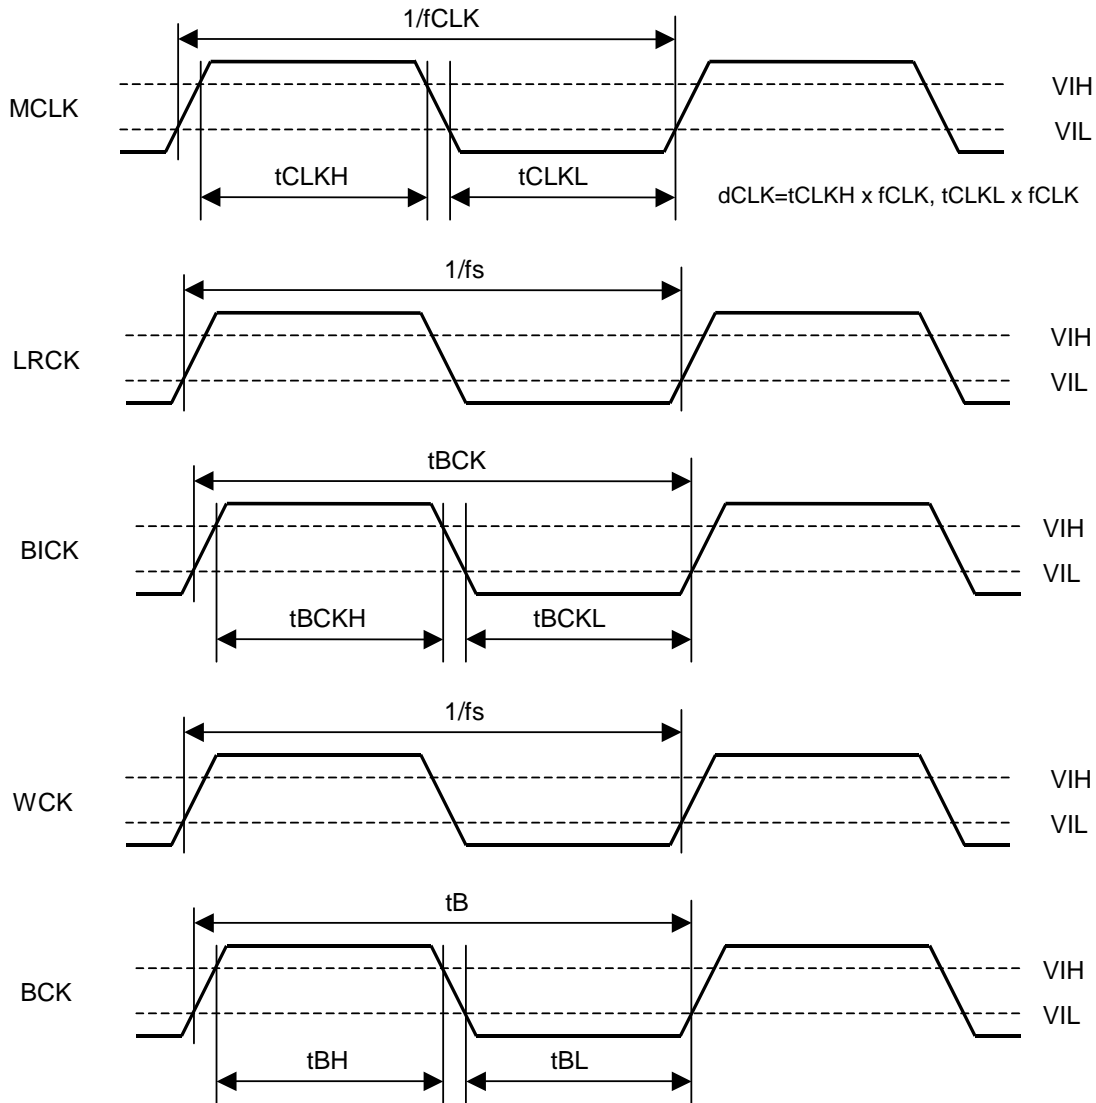 1/fCLK
MCLK
VIH
VIL
tCLKH
tCLKL
dCLK=tCLKH x fCLK, tCLKL x fCLK
1/fs
LRCK
VIH
VIL
tBCK
BICK
VIH
VIL
tBCKH
tBCKL
1/fs
WCK
VIH
VIL
tB
BCK
VIH
VIL
tBH
tBL